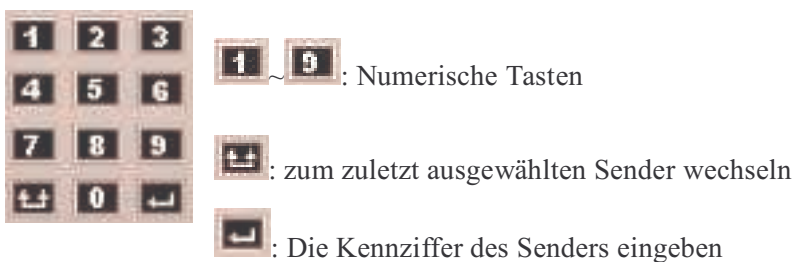 1 2 3
4 5 6
7 8 9
0
1 ~ 9 : Numerische Tasten
: zum zuletzt ausgewählten Sender wechseln
: Die Kennziffer des Senders eingeben